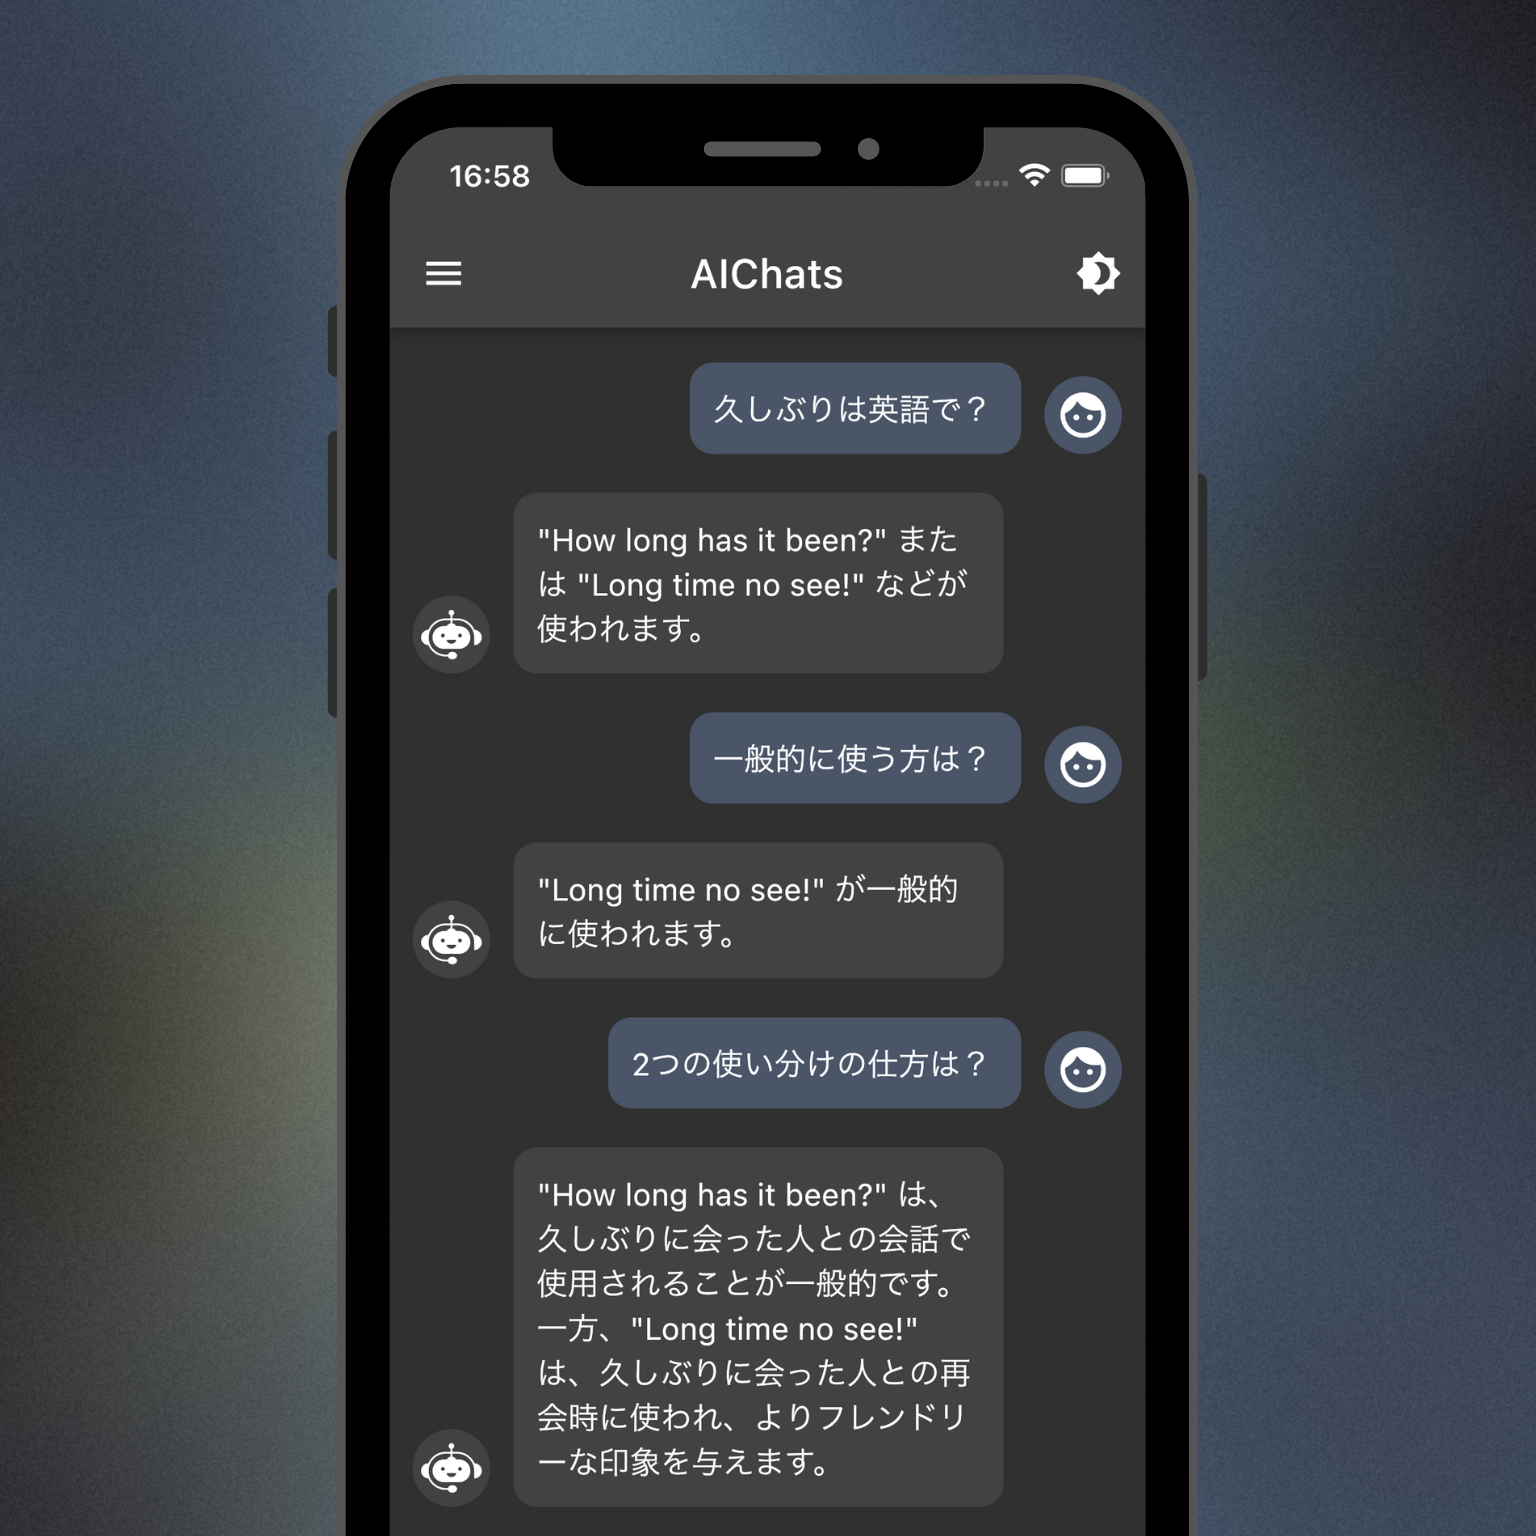 16:58
AIChats
久しぶりは英語で？
"How long has it been?" また
は "Long time no see!" などが
使われます。
一般的に使う方は？
"Long time no see!" が一般的
に使われます。
2つの使い分けの仕方は？
"How long has it been?" は、
久しぶりに会った人との会話で
使用されることが一般的です。
一方、"Long time no see!"
は、久しぶりに会った人との再
会時に使われ、よりフレンドリ
ーな印象を与えます。